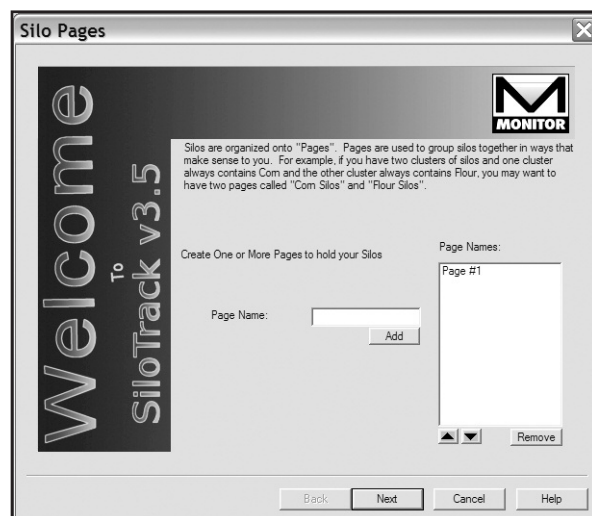 Silo Pages
Welcome
To
SiloTrack v3.5
MONITOR
Silos are organized onto "Pages". Pages are used to group silos together in ways that
make sense to you. For example, if you have two clusters of silos and one cluster
always contains Corn and the other cluster always contains Flour, you may want to
have two pages called "Corn Silos" and "Flour Silos".
Create One or More Pages to hold your Silos
Page Names:
Page #1
Page Name:
Add
Remove
Back
Next
Cancel
Help